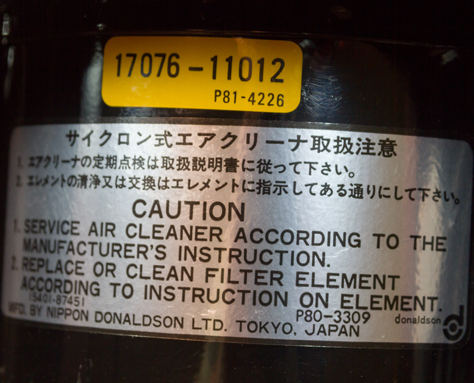 17076-11012
P81-4226
サイクロン式エアクリーナ取扱注意
1. エアクリーナの定期点検は取扱説明書に従って下さい。
2. エレメントの清浄又は交換はエレメントに指示してある通りにして下さい。
CAUTION
1. SERVICE AIR CLEANER ACCORDING TO THE
MANUFACTURER'S INSTRUCTION.
2. REPLACE OR CLEAN FILTER ELEMENT
ACCORDING TO INSTRUCTION ON ELEMENT.
15401-87451
P80-3309
MFD. BY NIPPON DONALDSON LTD. TOKYO, JAPAN
donaldson